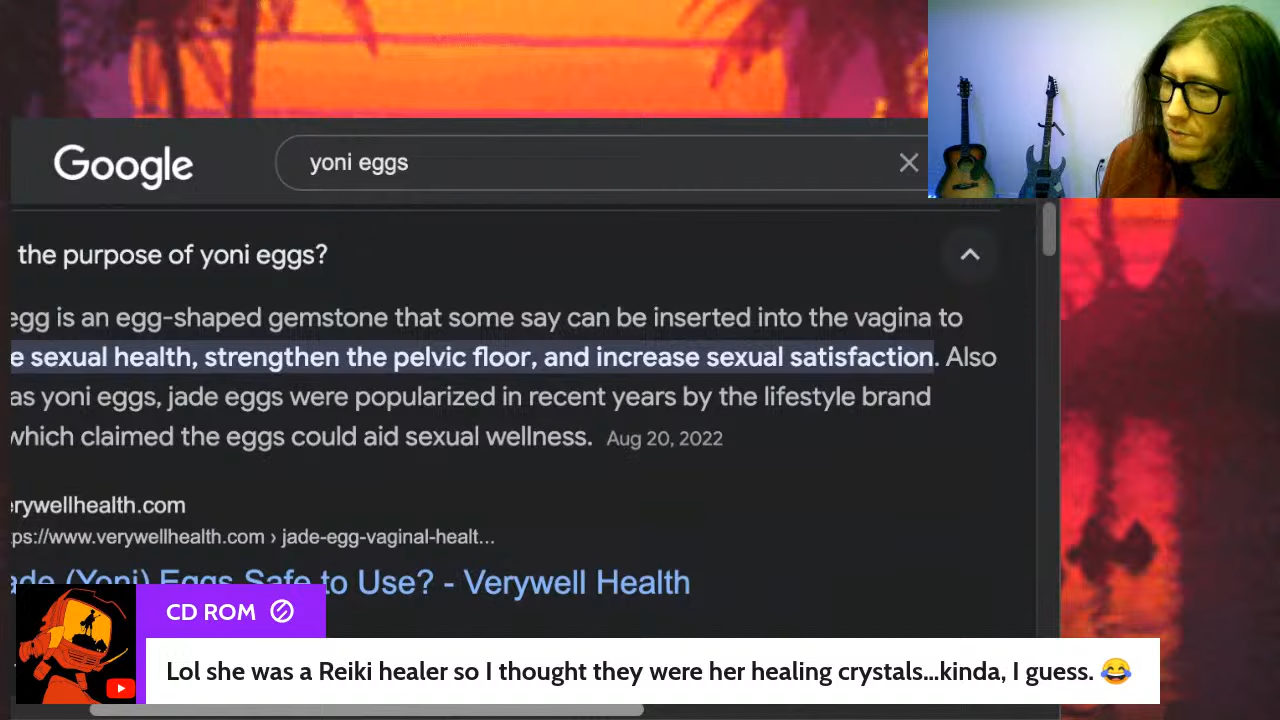 Google
yoni eggs
the purpose of yoni eggs?
egg is an egg-shaped gemstone that some say can be inserted into the vagina to
e sexual health, strengthen the pelvic floor, and increase sexual satisfaction. Also
as yoni eggs, jade eggs were popularized in recent years by the lifestyle brand
which claimed the eggs could aid sexual wellness. Aug 20, 2022
erywellhealth.com
ps://www.verywellhealth.com › jade-egg-vaginal-healt...
ade (Yoni) Eggs Safe to Use? - Verywell Health
CD ROM
Lol she was a Reiki healer so I thought they were her healing crystals...kinda, I guess. 😂